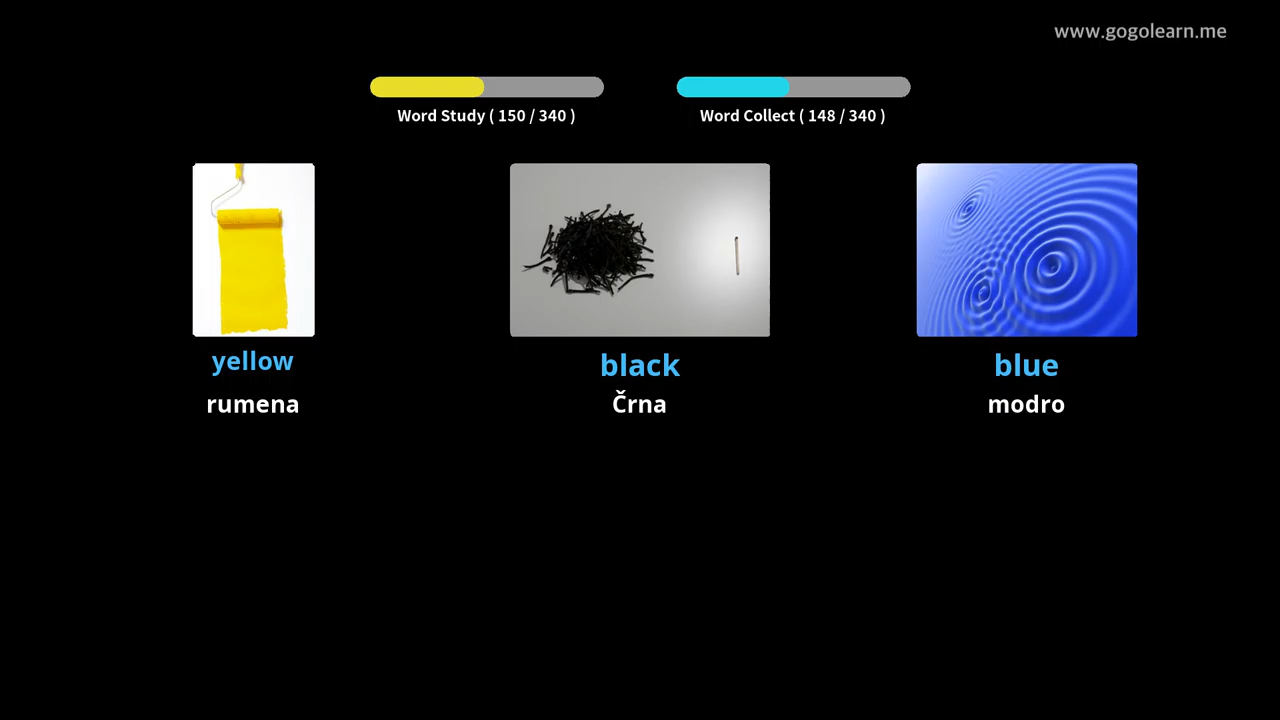 www.gogolearn.me
Word Study ( 150 / 340 )
Word Collect ( 148 / 340 )
yellow
black
blue
rumena
Črna
modro